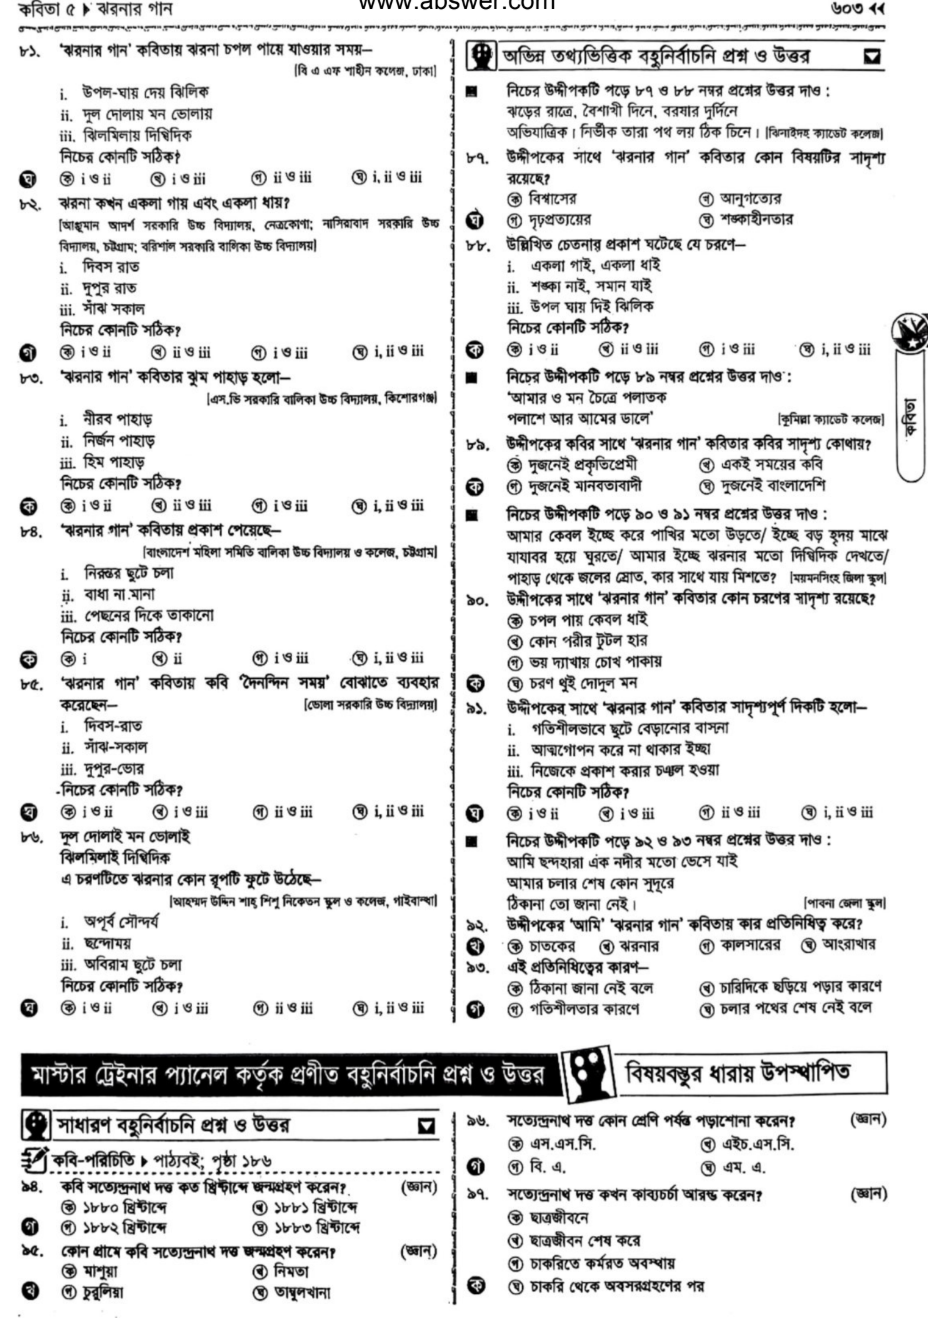 কবিতা ৫ ▶ ঝরনার গান
www.abswer.com
৬০৩ ◀◀
৮১. 'ঝরনার গান' কবিতায় ঝরনা চপল পায়ে যাওয়ার সময়—
[বি এ এফ শাহীন কলেজ, ঢাকা]
i. উপল-ঘায় দেয় ঝিলিক
ii. দুল দোলায় মন ভোলায়
iii. ঝিলমিলায় দিগ্বিদিক
নিচের কোনটি সঠিক?
ঘ ক i ও ii খ i ও iii গ ii ও iii ঘ i, ii ও iii
৮২. ঝরনা কখন একলা গায় এবং একলা ধায়?
[আঞ্জুমান আদর্শ সরকারি উচ্চ বিদ্যালয়, নেত্রকোণা; নাসিরাবাদ সরকারি উচ্চ
বিদ্যালয়, চট্টগ্রাম; বরিশাল সরকারি বালিকা উচ্চ বিদ্যালয়]
i. দিবস রাত
ii. দুপুর রাত
iii. সাঁঝ সকাল
নিচের কোনটি সঠিক?
গ ক i ও ii খ ii ও iii গ i ও iii ঘ i, ii ও iii
৮৩. 'ঝরনার গান' কবিতার ঝুম পাহাড় হলো—
[এস.ভি সরকারি বালিকা উচ্চ বিদ্যালয়, কিশোরগঞ্জ]
i. নীরব পাহাড়
ii. নির্জন পাহাড়
iii. হিম পাহাড়
নিচের কোনটি সঠিক?
ক ক i ও ii খ ii ও iii গ i ও iii ঘ i, ii ও iii
৮৪. 'ঝরনার গান' কবিতায় প্রকাশ পেয়েছে—
[বাংলাদেশ মহিলা সমিতি বালিকা উচ্চ বিদ্যালয় ও কলেজ, চট্টগ্রাম]
i. নিরন্তর ছুটে চলা
ii. বাধা না মানা
iii. পেছনের দিকে তাকানো
নিচের কোনটি সঠিক?
ক ক i খ ii গ i ও iii ঘ i, ii ও iii
৮৫. 'ঝরনার গান' কবিতায় কবি 'দৈনন্দিন সময়' বোঝাতে ব্যবহার
করেছেন— [ভোলা সরকারি উচ্চ বিদ্যালয়]
i. দিবস-রাত
ii. সাঁঝ-সকাল
iii. দুপুর-ভোর
নিচের কোনটি সঠিক?
ক i ও ii খ i ও iii গ ii ও iii ঘ i, ii ও iii
৮৬. দুল দোলাই মন ভোলাই
ঝিলমিলাই দিগ্বিদিক
এ চরণটিতে ঝরনার কোন রূপটি ফুটে উঠেছে—
[আহম্মদ উদ্দিন শাহ্ শিশু নিকেতন স্কুল ও কলেজ, গাইবান্ধা]
i. অপূর্ব সৌন্দর্য
ii. ছন্দোময়
iii. অবিরাম ছুটে চলা
নিচের কোনটি সঠিক?
ঘ ক i ও ii খ i ও iii গ ii ও iii ঘ i, ii ও iii
অভিন্ন তথ্যভিত্তিক বহুনির্বাচনি প্রশ্ন ও উত্তর
■ নিচের উদ্দীপকটি পড়ে ৮৭ ও ৮৮ নম্বর প্রশ্নের উত্তর দাও :
ঝড়ের রাত্রে, বৈশাখী দিনে, বরষার দুর্দিনে
অভিযাত্রিক। নির্ভীক তারা পথ লয় ঠিক চিনে। [ঝিনাইদহ ক্যাডেট কলেজ]
৮৭. উদ্দীপকের সাথে 'ঝরনার গান' কবিতার কোন বিষয়টির সাদৃশ্য
রয়েছে?
ক বিশ্বাসের খ আনুগত্যের
ঘ গ দৃঢ়প্রত্যয়ের ঘ শঙ্কাহীনতার
৮৮. উল্লিখিত চেতনার প্রকাশ ঘটেছে যে চরণে—
i. একলা গাই, একলা ধাই
ii. শঙ্কা নাই, সমান যাই
iii. উপল ঘায় দিই ঝিলিক
নিচের কোনটি সঠিক?
ক ক i ও ii খ ii ও iii গ i ও iii ঘ i, ii ও iii
■ নিচের উদ্দীপকটি পড়ে ৮৯ নম্বর প্রশ্নের উত্তর দাও :
'আমার ও মন চৈত্রে পলাতক
পলাশে আর আমের ডালে' [কুমিল্লা ক্যাডেট কলেজ]
৮৯. উদ্দীপকের কবির সাথে 'ঝরনার গান' কবিতার কবির সাদৃশ্য কোথায়?
ক দুজনেই প্রকৃতিপ্রেমী খ একই সময়ের কবি
ক গ দুজনেই মানবতাবাদী ঘ দুজনেই বাংলাদেশি
■ নিচের উদ্দীপকটি পড়ে ৯০ ও ৯১ নম্বর প্রশ্নের উত্তর দাও :
আমার কেবল ইচ্ছে করে পাখির মতো উড়তে/ ইচ্ছে বড় হৃদয় মাঝে
যাযাবর হয়ে ঘুরতে/ আমার ইচ্ছে ঝরনার মতো দিগ্বিদিক দেখতে/
পাহাড় থেকে জলের স্রোত, কার সাথে যায় মিশতে? [ময়মনসিংহ জিলা স্কুল]
৯০. উদ্দীপকের সাথে 'ঝরনার গান' কবিতার কোন চরণের সাদৃশ্য রয়েছে?
ক চপল পায় কেবল ধাই
খ কোন পরীর টুটল হার
গ ভয় দ্যাখায় চোখ পাকায়
ক ঘ চরণ থুই দোদুল মন
৯১. উদ্দীপকের সাথে 'ঝরনার গান' কবিতার সাদৃশ্যপূর্ণ দিকটি হলো—
i. গতিশীলভাবে ছুটে বেড়ানোর বাসনা
ii. আত্মগোপন করে না থাকার ইচ্ছা
iii. নিজেকে প্রকাশ করার চঞ্চল হওয়া
নিচের কোনটি সঠিক?
ঘ ক i ও ii খ i ও iii গ ii ও iii ঘ i, ii ও iii
■ নিচের উদ্দীপকটি পড়ে ৯২ ও ৯৩ নম্বর প্রশ্নের উত্তর দাও :
আমি ছন্দহারা এক নদীর মতো ভেসে যাই
আমার চলার শেষ কোন সুদূরে
ঠিকানা তো জানা নেই। [পাবনা জেলা স্কুল]
৯২. উদ্দীপকের 'আমি' 'ঝরনার গান' কবিতায় কার প্রতিনিধিত্ব করে?
খ ক চাতকের খ ঝরনার গ কালসারের ঘ আংরাখার
৯৩. এই প্রতিনিধিত্বের কারণ—
ক ঠিকানা জানা নেই বলে খ চারিদিকে ছড়িয়ে পড়ার কারণে
গ গ গতিশীলতার কারণে ঘ চলার পথের শেষ নেই বলে
কবিতা
মাস্টার ট্রেইনার প্যানেল কর্তৃক প্রণীত বহুনির্বাচনি প্রশ্ন ও উত্তর
বিষয়বস্তুর ধারায় উপস্থাপিত
সাধারণ বহুনির্বাচনি প্রশ্ন ও উত্তর
কবি-পরিচিতি ▶ পাঠ্যবই; পৃষ্ঠা ১৮৬
৯৪. কবি সত্যেন্দ্রনাথ দত্ত কত খ্রিষ্টাব্দে জন্মগ্রহণ করেন? (জ্ঞান)
ক ১৮৮০ খ্রিষ্টাব্দে খ ১৮৮১ খ্রিষ্টাব্দে
গ গ ১৮৮২ খ্রিষ্টাব্দে ঘ ১৮৮৩ খ্রিষ্টাব্দে
৯৫. কোন গ্রামে কবি সত্যেন্দ্রনাথ দত্ত জন্মগ্রহণ করেন? (জ্ঞান)
ক মাশুয়া খ নিমতা
খ গ চুরুলিয়া ঘ তাম্বুলখানা
৯৬. সত্যেন্দ্রনাথ দত্ত কোন শ্রেণি পর্যন্ত পড়াশোনা করেন? (জ্ঞান)
ক এস.এস.সি. খ এইচ.এস.সি.
গ গ বি. এ. ঘ এম. এ.
৯৭. সত্যেন্দ্রনাথ দত্ত কখন কাব্যচর্চা আরম্ভ করেন? (জ্ঞান)
ক ছাত্রজীবনে
খ ছাত্রজীবন শেষ করে
গ চাকরিতে কর্মরত অবস্থায়
ক ঘ চাকরি থেকে অবসরগ্রহণের পর